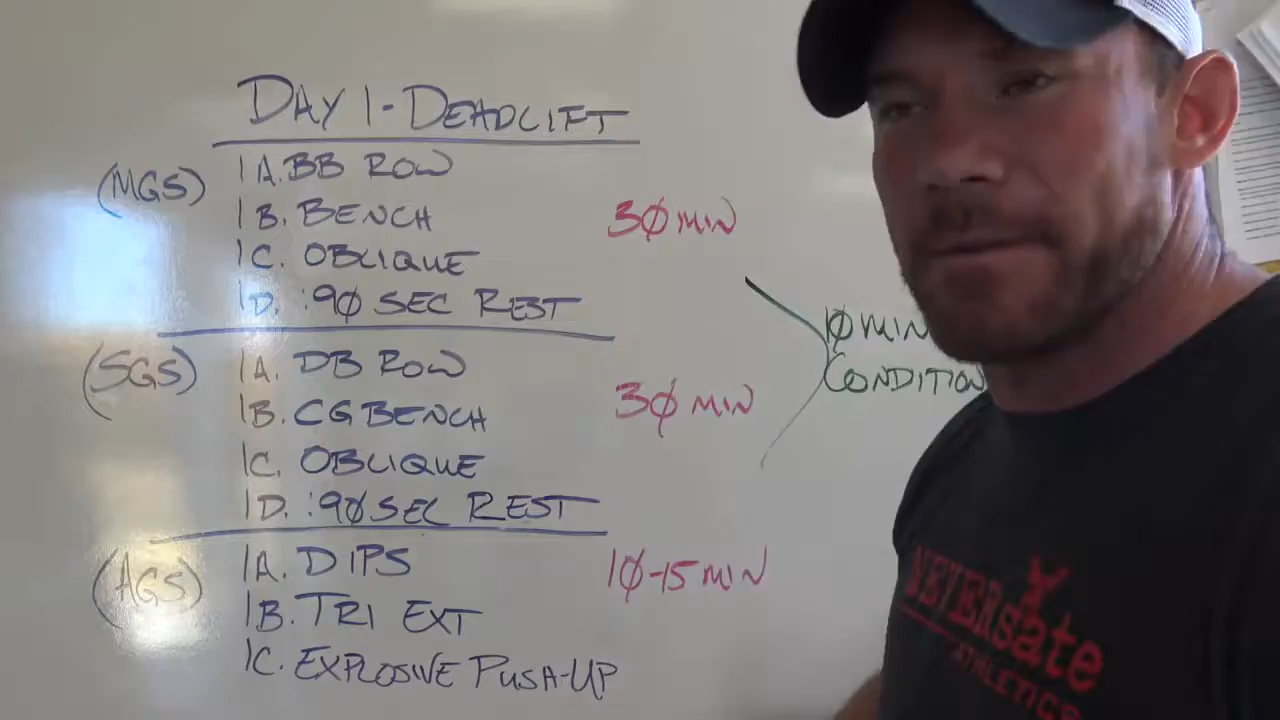 DAY 1 - DEADLIFT
(MGS)
1A. BB ROW
1B. BENCH
1C. OBLIQUE
1D. :90 SEC REST
30 MIN
(SGS)
1A. DB ROW
1B. CG BENCH
1C. OBLIQUE
1D. :90 SEC REST
30 MIN
10 MIN
CONDITION
(AGS)
1A. DIPS
1B. TRI EXT
1C. EXPLOSIVE PUSH-UP
10-15 MIN
NEVERsate
ATHLETICS